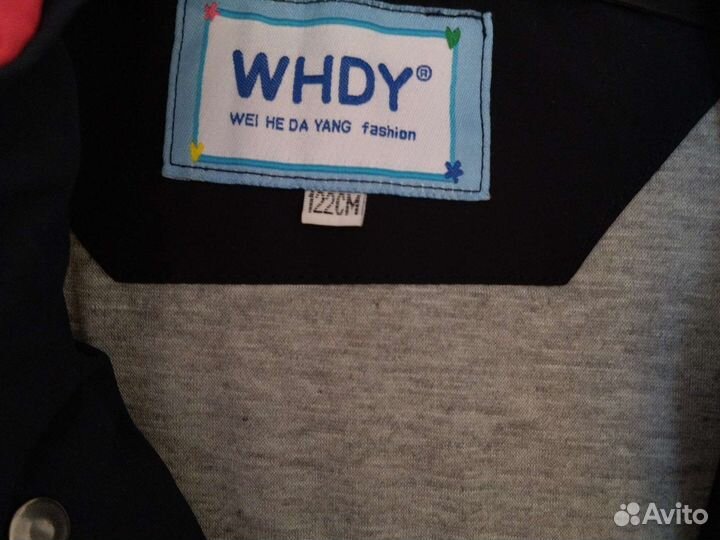 WHDY®
WEI HE DA YANG fashion
122CM
Avito